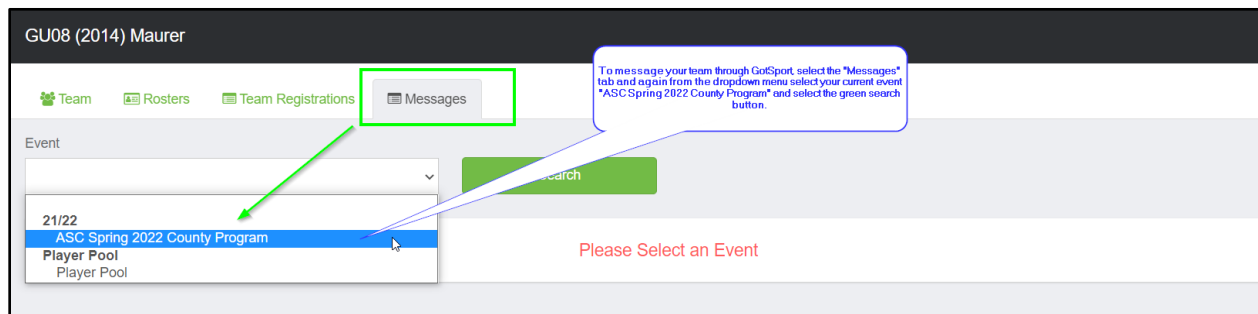 GU08 (2014) Maurer
To message your team through GotSport, select the "Messages"
tab and again from the dropdown menu select your current event
"ASC Spring 2022 County Program" and select the green search
button.
Team Rosters Team Registrations Messages
Event
21/22
ASC Spring 2022 County Program
Player Pool
Player Pool
Please Select an Event